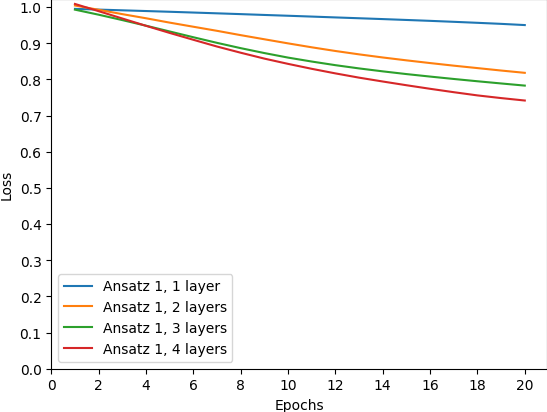 1.0
0.9
0.8
0.7
0.6
0.5
0.4
0.3
0.2
0.1
0.0
Loss
Ansatz 1, 1 layer
Ansatz 1, 2 layers
Ansatz 1, 3 layers
Ansatz 1, 4 layers
0 2 4 6 8 10 12 14 16 18 20
Epochs